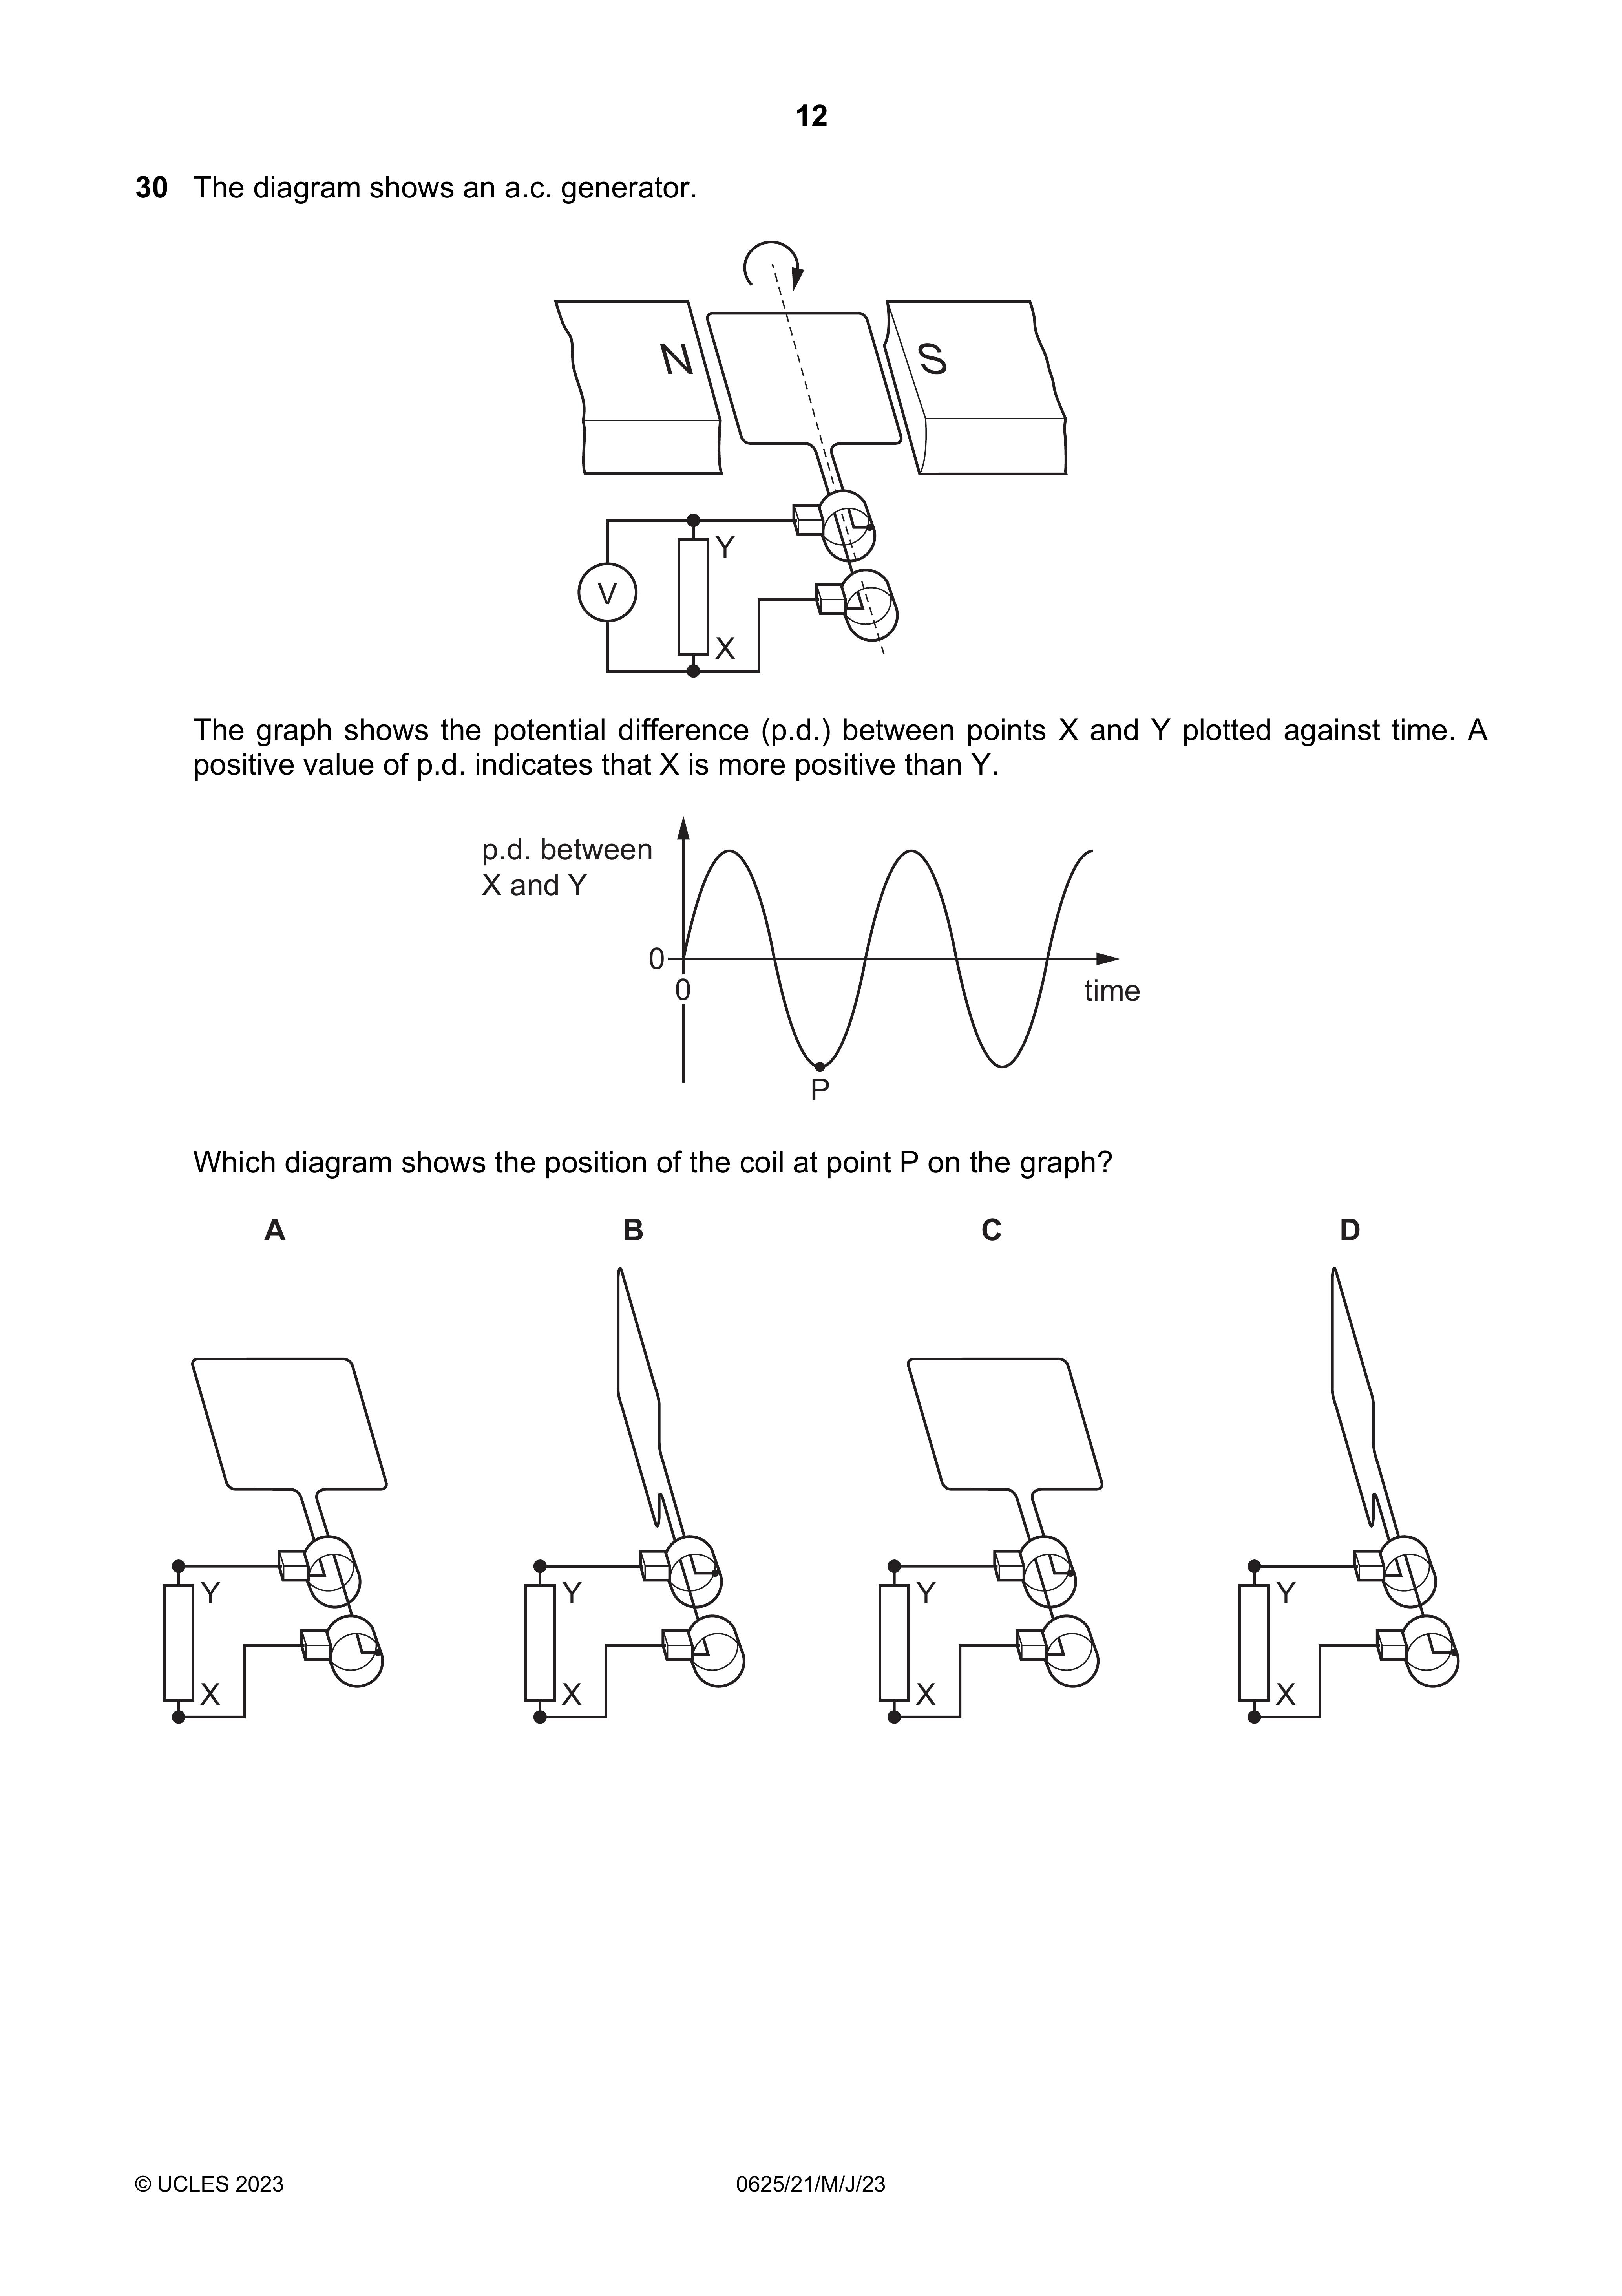 12
30 The diagram shows an a.c. generator.
N
S
Y
V
X
The graph shows the potential difference (p.d.) between points X and Y plotted against time. A
positive value of p.d. indicates that X is more positive than Y.
p.d. between
X and Y
0
0
time
P
Which diagram shows the position of the coil at point P on the graph?
A B C D
Y Y Y Y
X X X X
© UCLES 2023 0625/21/M/J/23